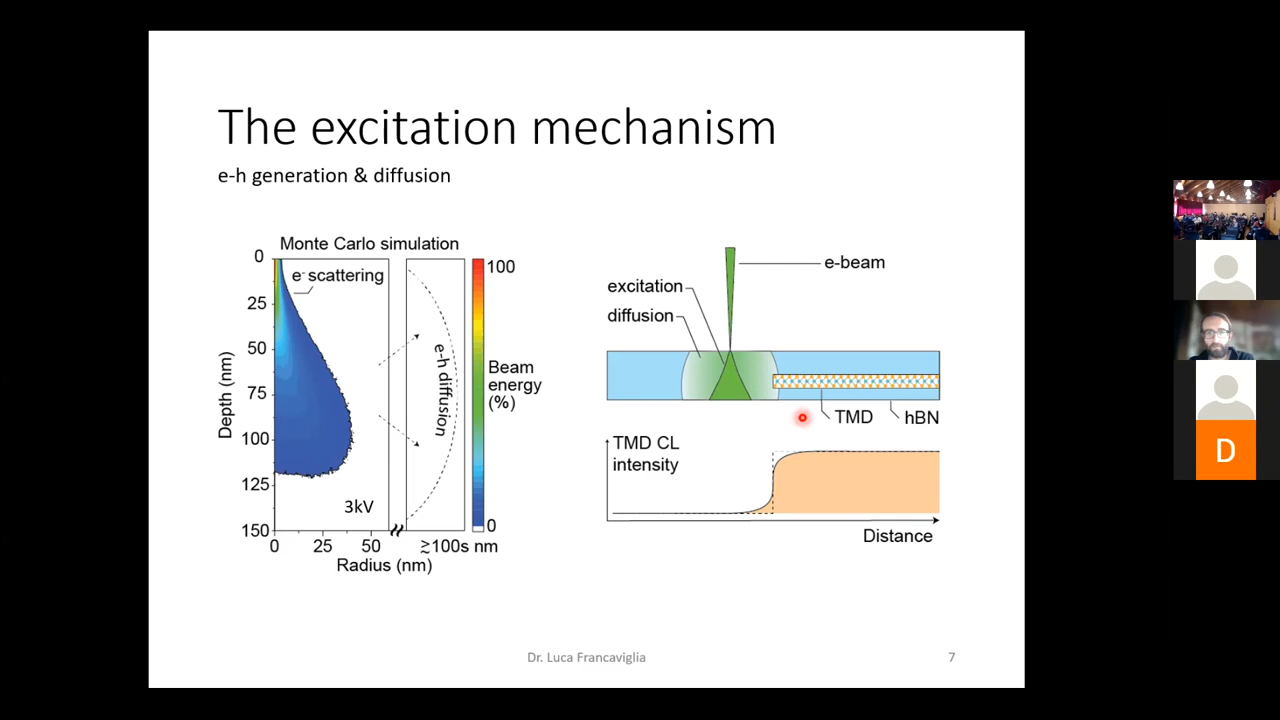 The excitation mechanism
e-h generation & diffusion
Monte Carlo simulation
e⁻ scattering
0
25
50
75
100
125
150
Depth (nm)
3kV
0
25
50
≳100s nm
Radius (nm)
e-h diffusion
100
Beam
energy
(%)
0
e-beam
excitation
diffusion
TMD
hBN
TMD CL
intensity
Distance
Dr. Luca Francaviglia
7
D